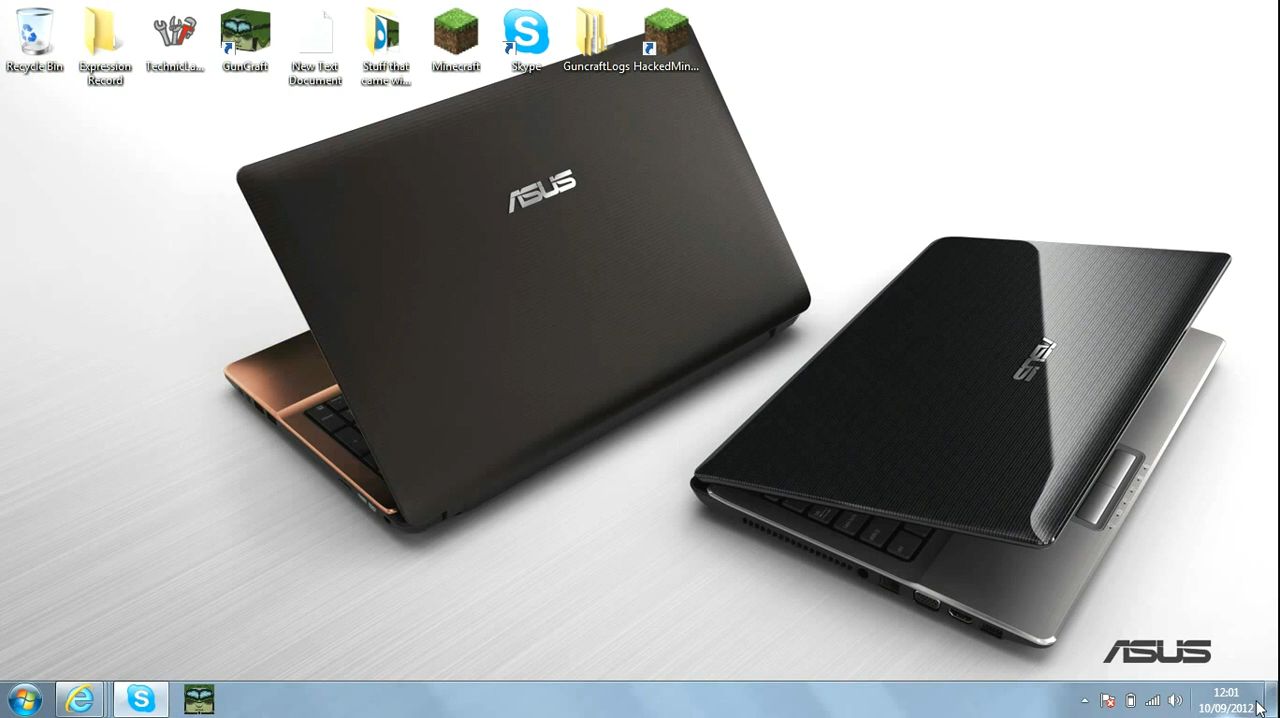 Recycle Bin
Expression Record
TechnicLa...
GunCraft
New Text Document
Stuff that came wi...
Minecraft
Skype
GuncraftLogs
HackedMin...
ASUS
ASUS
ASUS
12:01
10/09/2012